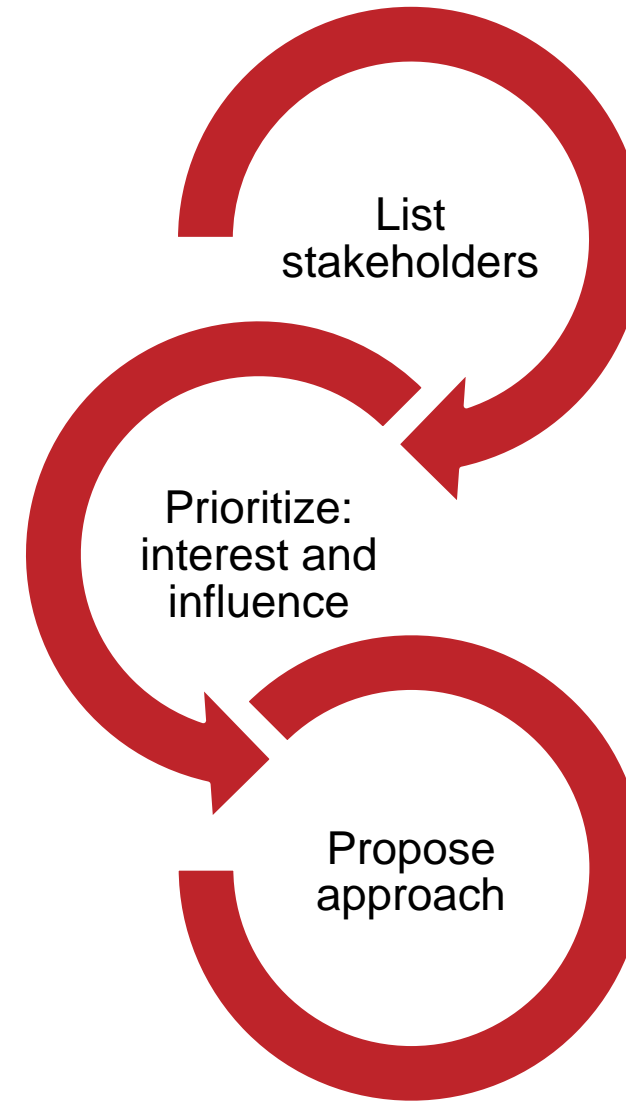 List
stakeholders
Prioritize:
interest and
influence
Propose
approach